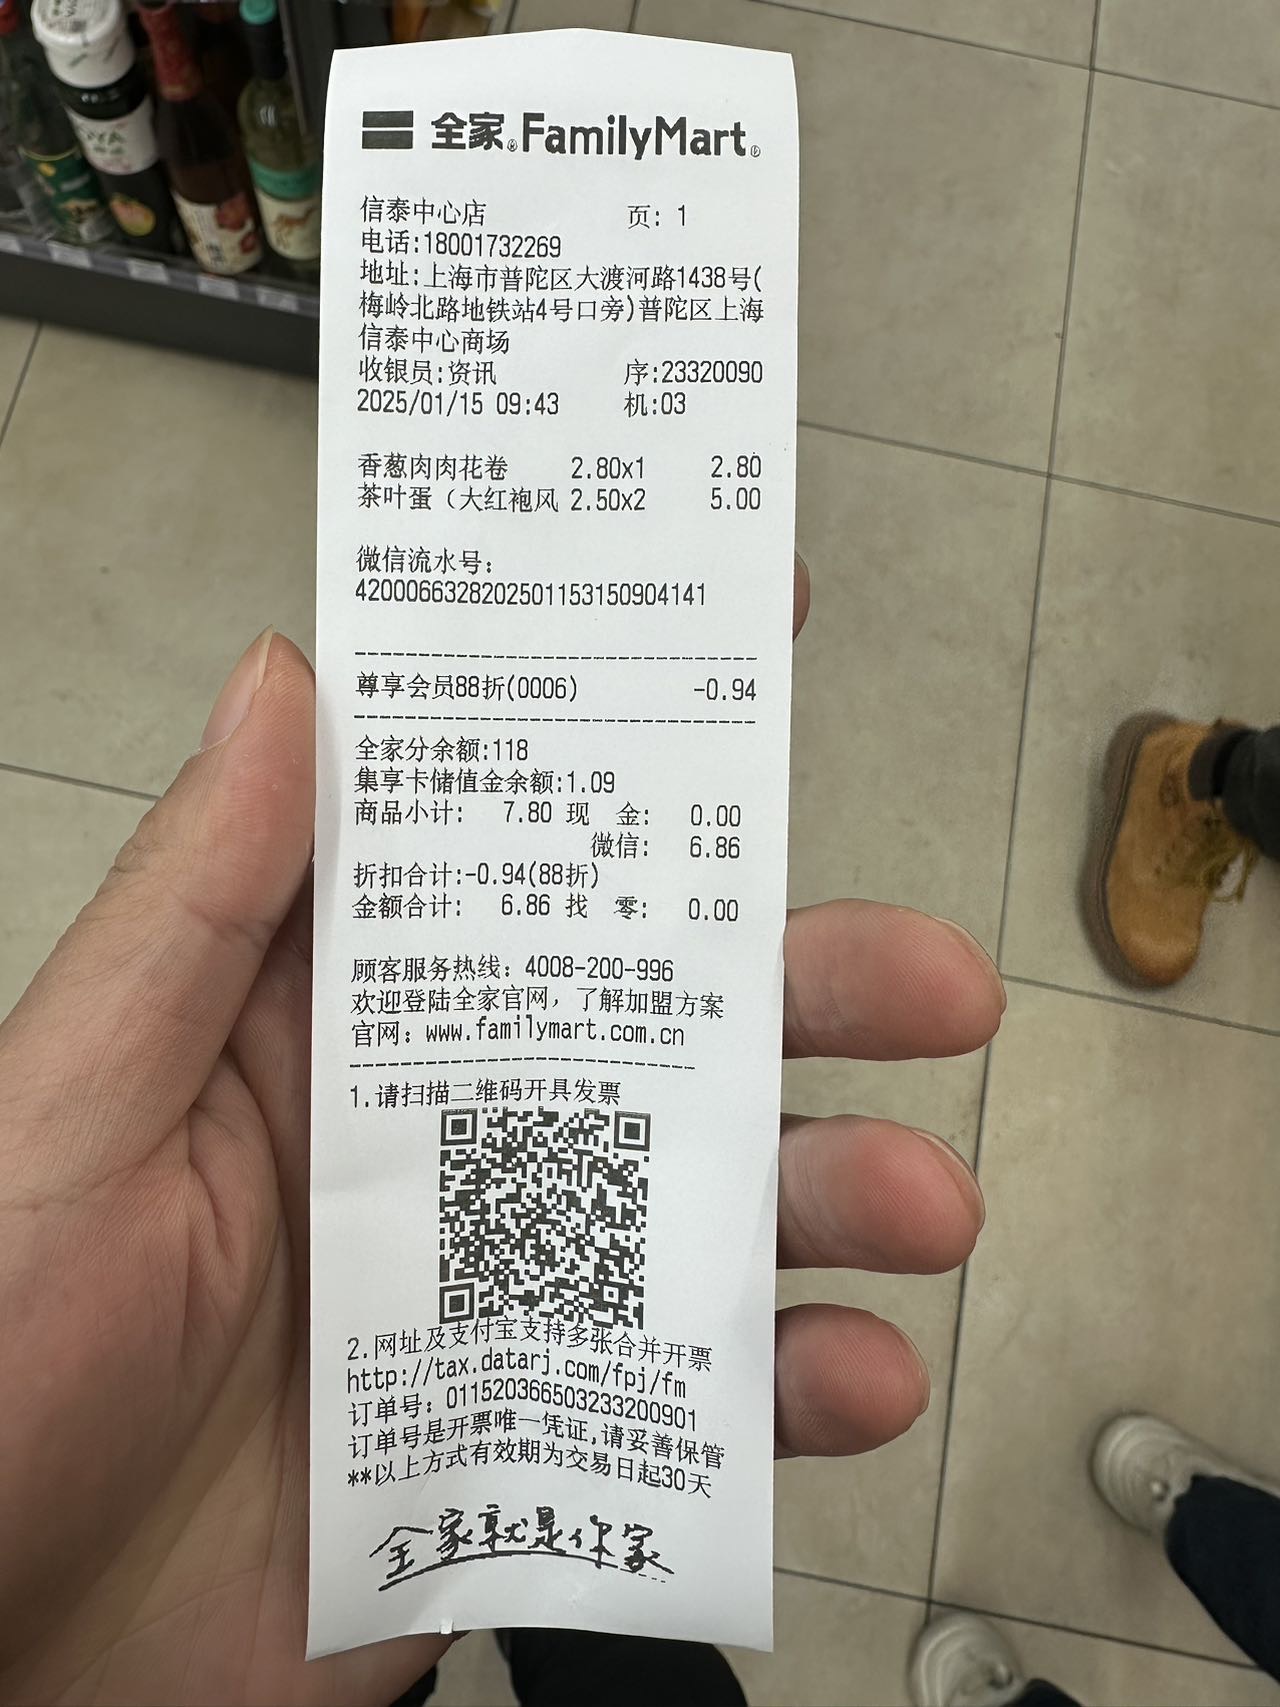 全家®FamilyMart®
信泰中心店 页: 1
电话:18001732269
地址:上海市普陀区大渡河路1438号(
梅岭北路地铁站4号口旁)普陀区上海
信泰中心商场
收银员:资讯 序:23320090
2025/01/15 09:43 机:03
香葱肉肉花卷 2.80x1 2.80
茶叶蛋（大红袍风 2.50x2 5.00
微信流水号:
4200066328202501153150904141
尊享会员88折(0006) -0.94
全家分余额:118
集享卡储值金余额:1.09
商品小计: 7.80 现 金: 0.00
微信: 6.86
折扣合计:-0.94(88折)
金额合计: 6.86 找 零: 0.00
顾客服务热线: 4008-200-996
欢迎登陆全家官网，了解加盟方案
官网: www.familymart.com.cn
1.请扫描二维码开具发票
2.网址及支付宝支持多张合并开票
http://tax.datarj.com/fpj/fm
订单号: 011520366503233200901
订单号是开票唯一凭证,请妥善保管
**以上方式有效期为交易日起30天
全家就是你家